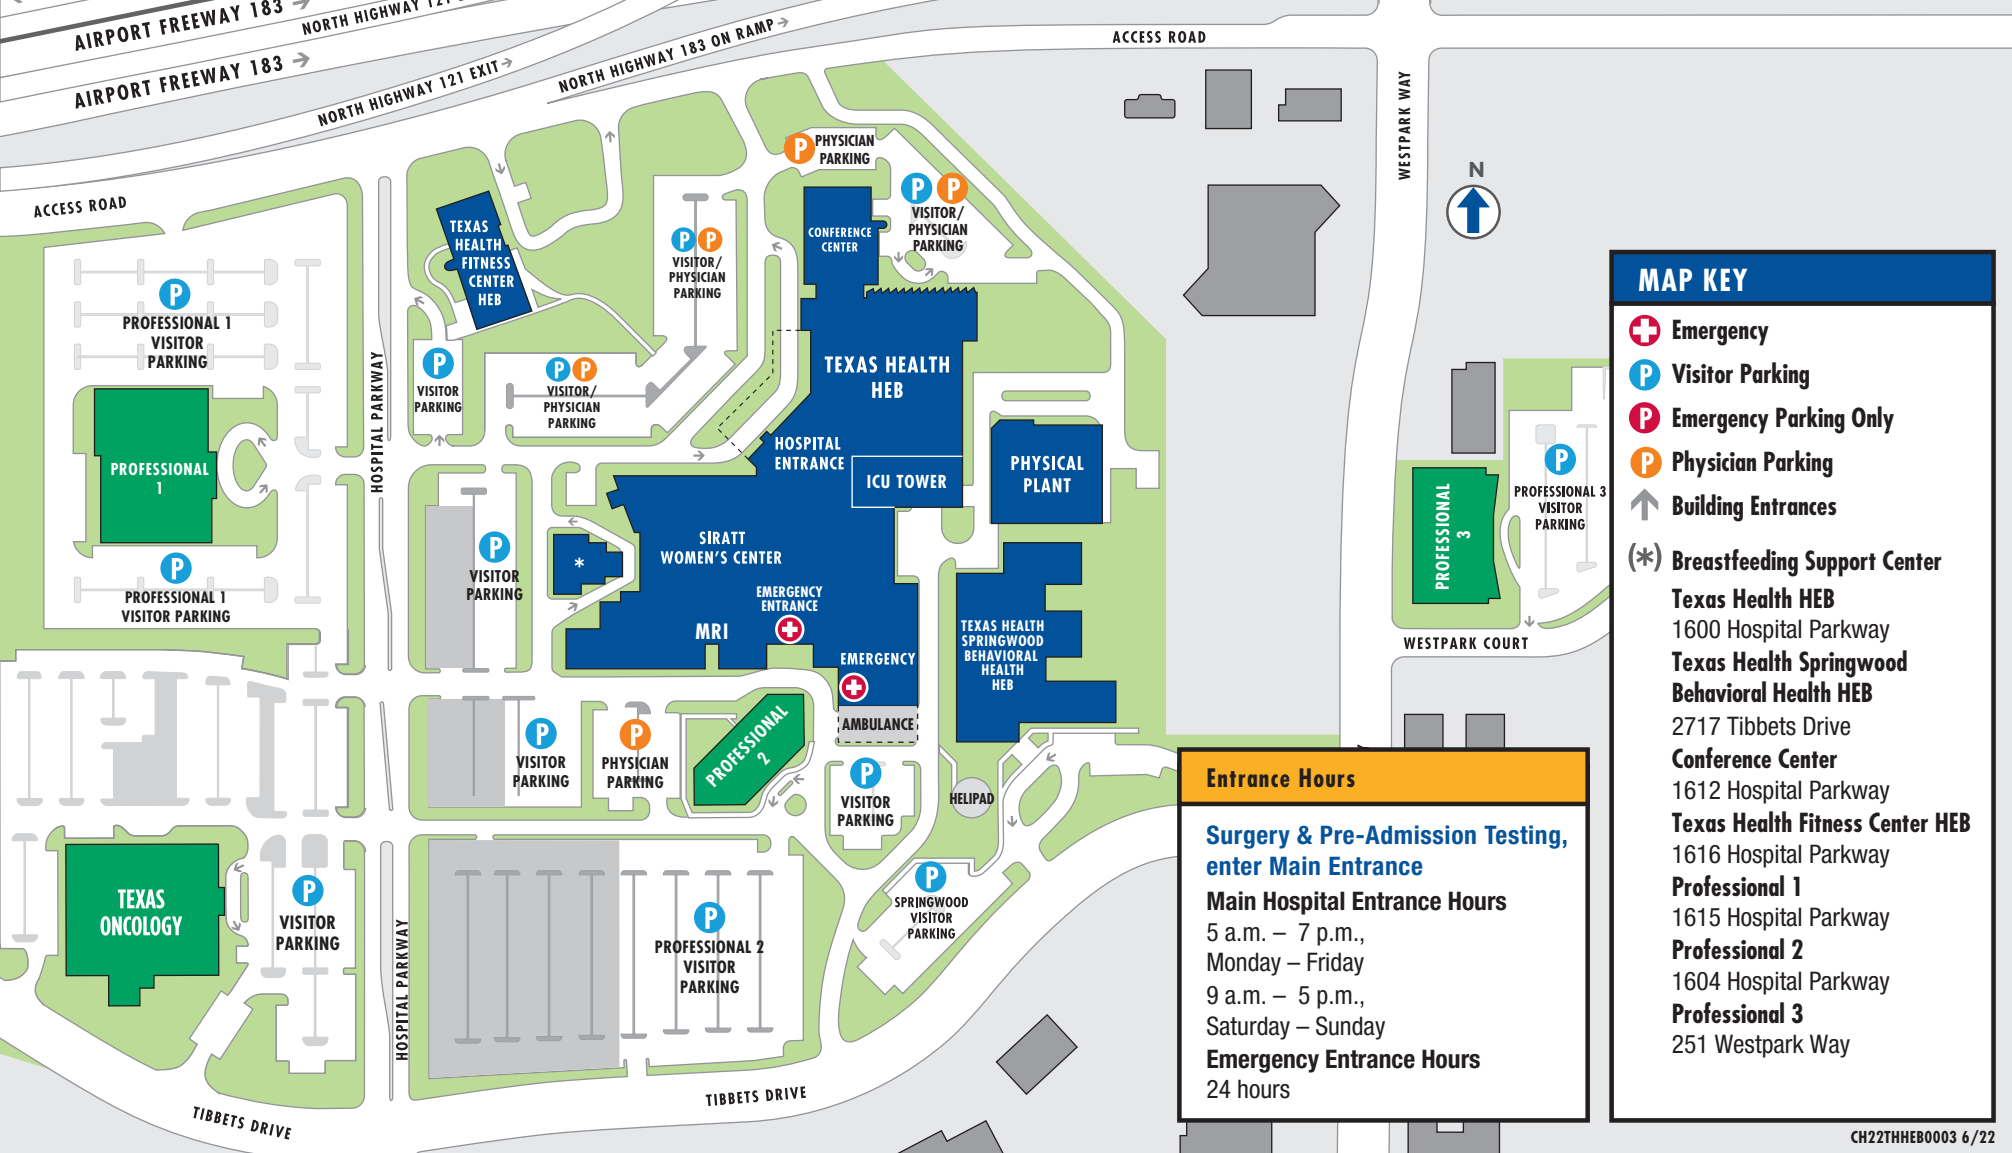 AIRPORT FREEWAY 183
NORTH HIGHWAY 121
AIRPORT FREEWAY 183
NORTH HIGHWAY 121 EXIT
NORTH HIGHWAY 183 ON RAMP
ACCESS ROAD
WESTPARK WAY
ACCESS ROAD
HOSPITAL PARKWAY
N
P PHYSICIAN
PARKING
P P
VISITOR/
PHYSICIAN
PARKING
CONFERENCE
CENTER
P P
VISITOR/
PHYSICIAN
PARKING
TEXAS
HEALTH
FITNESS
CENTER
HEB
P
PROFESSIONAL 1
VISITOR
PARKING
P
VISITOR
PARKING
P P
VISITOR/
PHYSICIAN
PARKING
TEXAS HEALTH
HEB
HOSPITAL
ENTRANCE
ICU TOWER
PHYSICAL
PLANT
PROFESSIONAL
1
P
PROFESSIONAL 1
VISITOR PARKING
P
VISITOR
PARKING
*
SIRATT
WOMEN'S CENTER
EMERGENCY
ENTRANCE
MRI
EMERGENCY
AMBULANCE
TEXAS HEALTH
SPRINGWOOD
BEHAVIORAL
HEALTH
HEB
PROFESSIONAL
3
P
PROFESSIONAL 3
VISITOR
PARKING
WESTPARK COURT
P
VISITOR
PARKING
P
PHYSICIAN
PARKING
PROFESSIONAL
2
P
VISITOR
PARKING
HELIPAD
TEXAS
ONCOLOGY
P
VISITOR
PARKING
HOSPITAL PARKWAY
P
PROFESSIONAL 2
VISITOR
PARKING
P
SPRINGWOOD
VISITOR
PARKING
TIBBETS DRIVE
TIBBETS DRIVE
Entrance Hours
Surgery & Pre-Admission Testing,
enter Main Entrance
Main Hospital Entrance Hours
5 a.m. – 7 p.m.,
Monday – Friday
9 a.m. – 5 p.m.,
Saturday – Sunday
Emergency Entrance Hours
24 hours
MAP KEY
Emergency
P Visitor Parking
P Emergency Parking Only
P Physician Parking
Building Entrances
(*) Breastfeeding Support Center
Texas Health HEB
1600 Hospital Parkway
Texas Health Springwood
Behavioral Health HEB
2717 Tibbets Drive
Conference Center
1612 Hospital Parkway
Texas Health Fitness Center HEB
1616 Hospital Parkway
Professional 1
1615 Hospital Parkway
Professional 2
1604 Hospital Parkway
Professional 3
251 Westpark Way
CH22THHEB0003 6/22